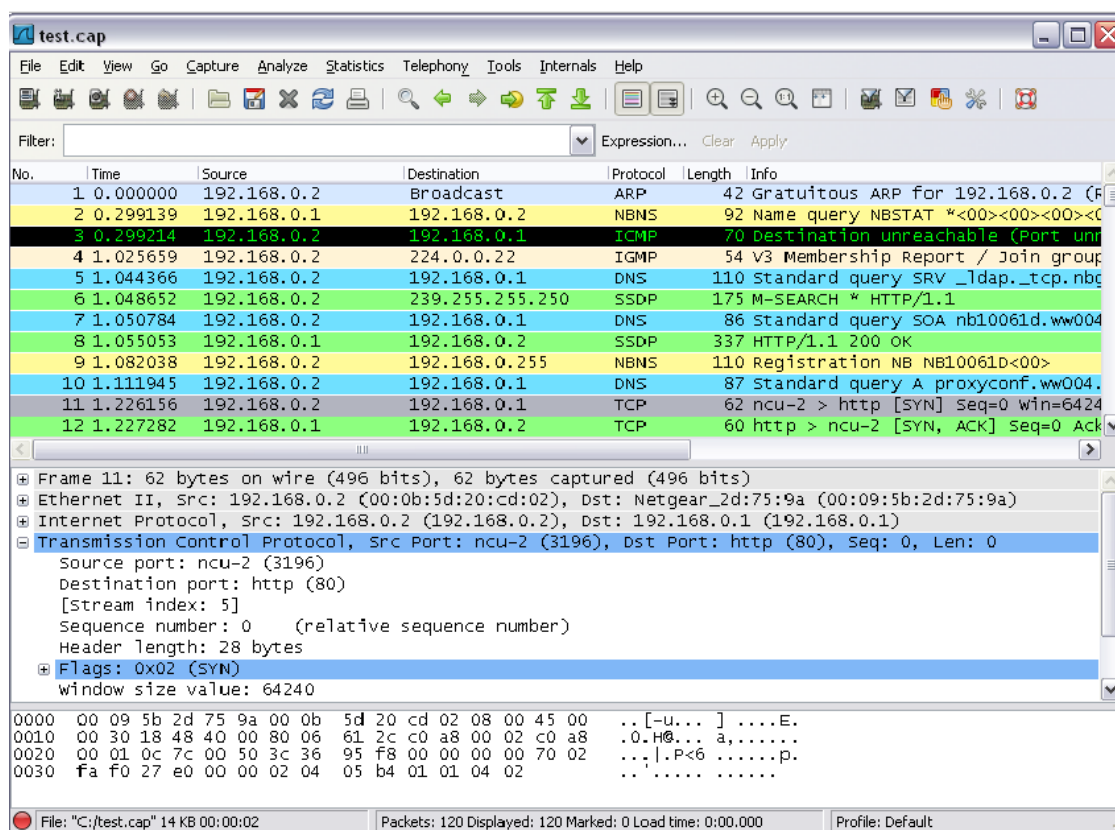 test.cap
File Edit View Go Capture Analyze Statistics Telephony Tools Internals Help
Filter: Expression... Clear Apply
No. Time Source Destination Protocol Length Info
1 0.000000 192.168.0.2 Broadcast ARP 42 Gratuitous ARP for 192.168.0.2 (R
2 0.299139 192.168.0.1 192.168.0.2 NBNS 92 Name query NBSTAT *<00><00><00><0
3 0.299214 192.168.0.2 192.168.0.1 ICMP 70 Destination unreachable (Port unr
4 1.025659 192.168.0.2 224.0.0.22 IGMP 54 V3 Membership Report / Join group
5 1.044366 192.168.0.2 192.168.0.1 DNS 110 Standard query SRV _ldap._tcp.nbg
6 1.048652 192.168.0.2 239.255.255.250 SSDP 175 M-SEARCH * HTTP/1.1
7 1.050784 192.168.0.2 192.168.0.1 DNS 86 Standard query SOA nb10061d.ww004
8 1.055053 192.168.0.1 192.168.0.2 SSDP 337 HTTP/1.1 200 OK
9 1.082038 192.168.0.2 192.168.0.255 NBNS 110 Registration NB NB10061D<00>
10 1.111945 192.168.0.2 192.168.0.1 DNS 87 Standard query A proxyconf.ww004.
11 1.226156 192.168.0.2 192.168.0.1 TCP 62 ncu-2 > http [SYN] Seq=0 Win=6424
12 1.227282 192.168.0.1 192.168.0.2 TCP 60 http > ncu-2 [SYN, ACK] Seq=0 Ack
Frame 11: 62 bytes on wire (496 bits), 62 bytes captured (496 bits)
Ethernet II, Src: 192.168.0.2 (00:0b:5d:20:cd:02), Dst: Netgear_2d:75:9a (00:09:5b:2d:75:9a)
Internet Protocol, Src: 192.168.0.2 (192.168.0.2), Dst: 192.168.0.1 (192.168.0.1)
Transmission Control Protocol, Src Port: ncu-2 (3196), Dst Port: http (80), Seq: 0, Len: 0
Source port: ncu-2 (3196)
Destination port: http (80)
[Stream index: 5]
Sequence number: 0 (relative sequence number)
Header length: 28 bytes
Flags: 0x02 (SYN)
Window size value: 64240
0000 00 09 5b 2d 75 9a 00 0b 5d 20 cd 02 08 00 45 00 ..[-u... ] ....E.
0010 00 30 18 48 40 00 80 06 61 2c c0 a8 00 02 c0 a8 .0.H@... a,......
0020 00 01 0c 7c 00 50 3c 36 95 f8 00 00 00 00 70 02 ...|.P<6 ......p.
0030 fa f0 27 e0 00 00 02 04 05 b4 01 01 04 02 ..'..... ......
File: "C:/test.cap" 14 KB 00:00:02 Packets: 120 Displayed: 120 Marked: 0 Load time: 0:00.000 Profile: Default